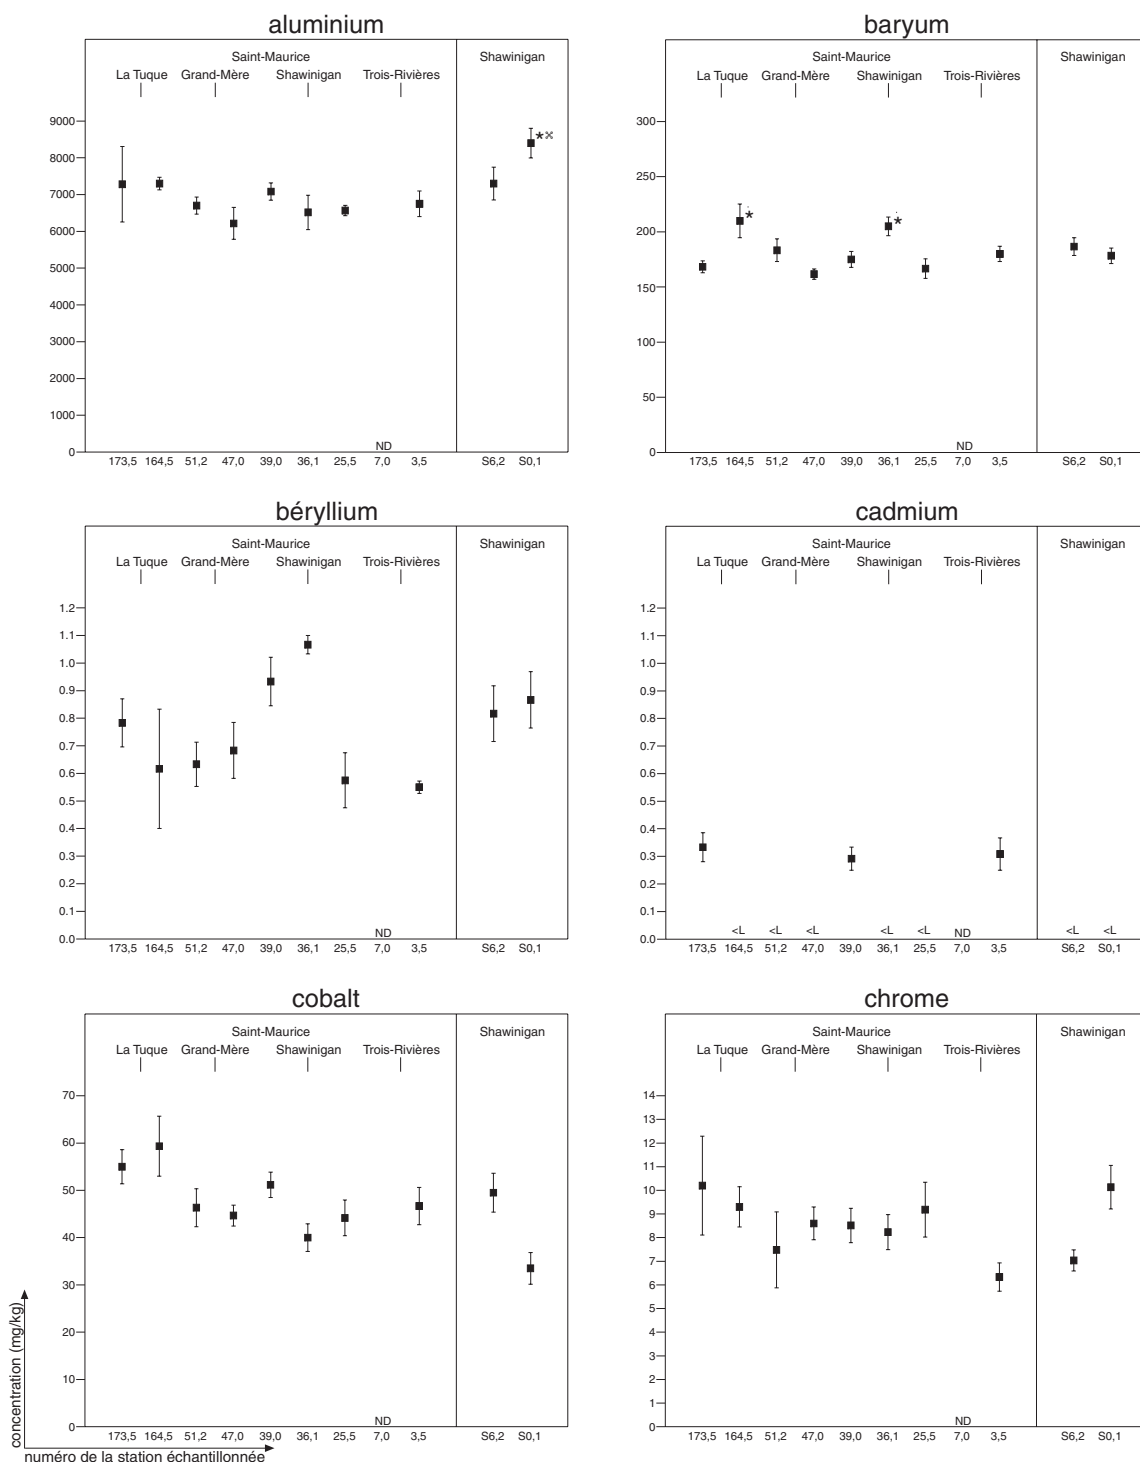 aluminium
Saint-Maurice Shawinigan
La Tuque Grand-Mère Shawinigan Trois-Rivières
9000
8000
7000
6000
5000
4000
3000
2000
1000
0
ND
173,5 164,5 51,2 47,0 39,0 36,1 25,5 7,0 3,5 S6,2 S0,1
baryum
Saint-Maurice Shawinigan
La Tuque Grand-Mère Shawinigan Trois-Rivières
300
250
200
150
100
50
0
ND
173,5 164,5 51,2 47,0 39,0 36,1 25,5 7,0 3,5 S6,2 S0,1
béryllium
Saint-Maurice Shawinigan
La Tuque Grand-Mère Shawinigan Trois-Rivières
1.2
1.1
1.0
0.9
0.8
0.7
0.6
0.5
0.4
0.3
0.2
0.1
0.0
ND
173,5 164,5 51,2 47,0 39,0 36,1 25,5 7,0 3,5 S6,2 S0,1
cadmium
Saint-Maurice Shawinigan
La Tuque Grand-Mère Shawinigan Trois-Rivières
1.2
1.1
1.0
0.9
0.8
0.7
0.6
0.5
0.4
0.3
0.2
0.1
0.0
<L <L <L <L <L ND <L <L
173,5 164,5 51,2 47,0 39,0 36,1 25,5 7,0 3,5 S6,2 S0,1
cobalt
Saint-Maurice Shawinigan
La Tuque Grand-Mère Shawinigan Trois-Rivières
70
60
50
40
30
20
10
0
ND
173,5 164,5 51,2 47,0 39,0 36,1 25,5 7,0 3,5 S6,2 S0,1
chrome
Saint-Maurice Shawinigan
La Tuque Grand-Mère Shawinigan Trois-Rivières
14
13
12
11
10
9
8
7
6
5
4
3
2
1
0
ND
173,5 164,5 51,2 47,0 39,0 36,1 25,5 7,0 3,5 S6,2 S0,1
concentration (mg/kg)
numéro de la station échantillonnée